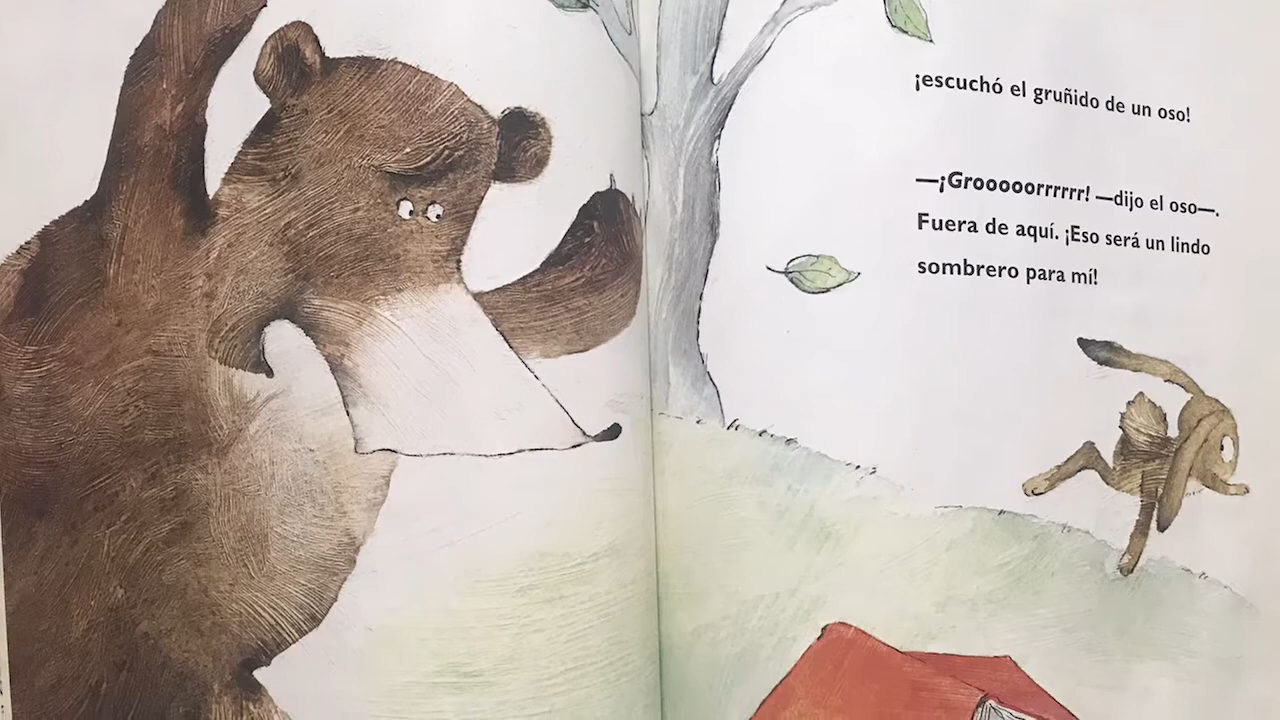 ¡escuchó el gruñido de un oso!
—¡Grooooorrrrrr! —dijo el oso—.
Fuera de aquí. ¡Eso será un lindo
sombrero para mí!